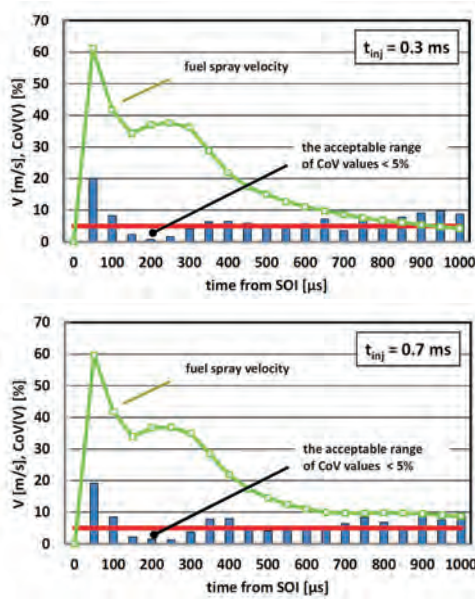 70
60
50
40
30
20
10
0
V [m/s], CoV(V) [%]
t_inj = 0.3 ms
fuel spray velocity
the acceptable range
of CoV values < 5%
0 100 200 300 400 500 600 700 800 900 1000
time from SOI [µs]
70
60
50
40
30
20
10
0
V [m/s], CoV(V) [%]
t_inj = 0.7 ms
fuel spray velocity
the acceptable range
of CoV values < 5%
0 100 200 300 400 500 600 700 800 900 1000
time from SOI [µs]